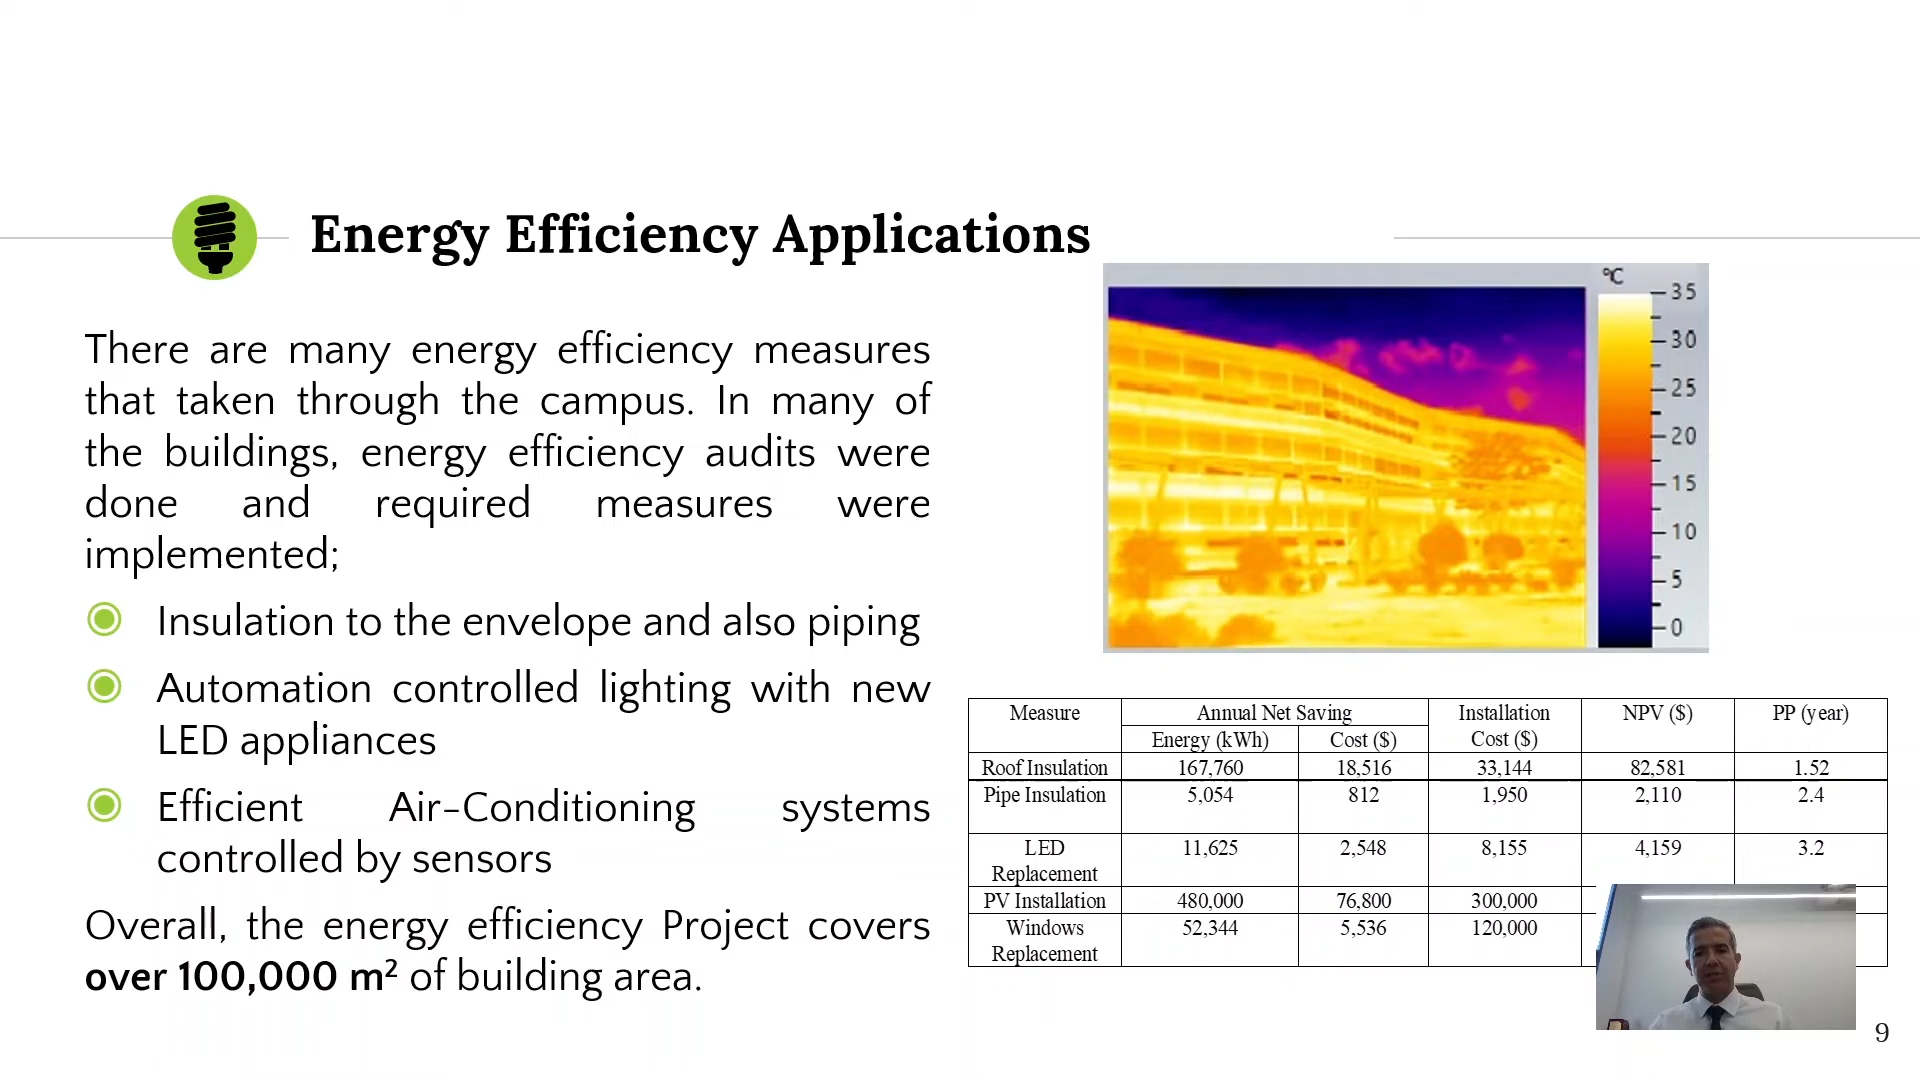 Energy Efficiency Applications
There are many energy efficiency measures
that taken through the campus. In many of
the buildings, energy efficiency audits were
done and required measures were
implemented;
Insulation to the envelope and also piping
Automation controlled lighting with new
LED appliances
Efficient Air-Conditioning systems
controlled by sensors
Overall, the energy efficiency Project covers
over 100,000 m² of building area.
°C
35
30
25
20
15
10
5
0
Measure Annual Net Saving Installation Cost ($) NPV ($) PP (year)
Energy (kWh) Cost ($)
Roof Insulation 167,760 18,516 33,144 82,581 1.52
Pipe Insulation 5,054 812 1,950 2,110 2.4
LED Replacement 11,625 2,548 8,155 4,159 3.2
PV Installation 480,000 76,800 300,000
Windows Replacement 52,344 5,536 120,000
9